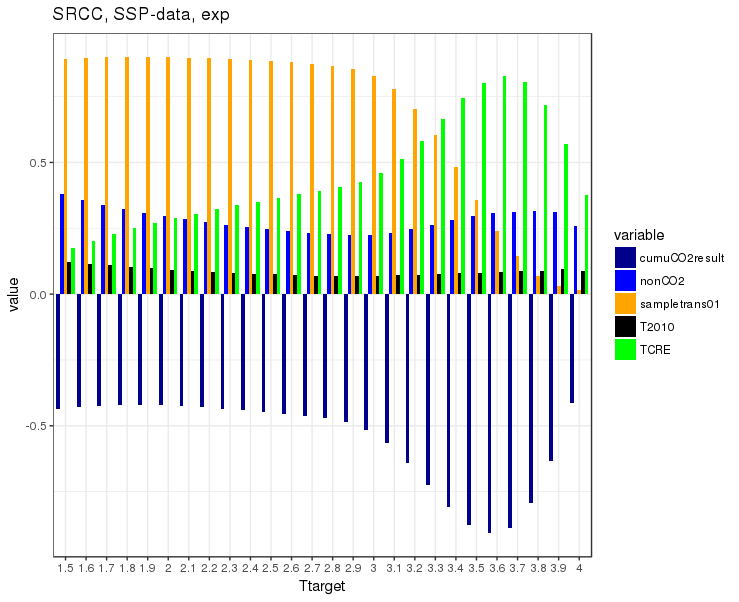 SRCC, SSP-data, exp
value
0.5
0.0
-0.5
1.5 1.6 1.7 1.8 1.9 2 2.1 2.2 2.3 2.4 2.5 2.6 2.7 2.8 2.9 3 3.1 3.2 3.3 3.4 3.5 3.6 3.7 3.8 3.9 4
Ttarget
variable
cumuCO2result
nonCO2
sampletrans01
T2010
TCRE